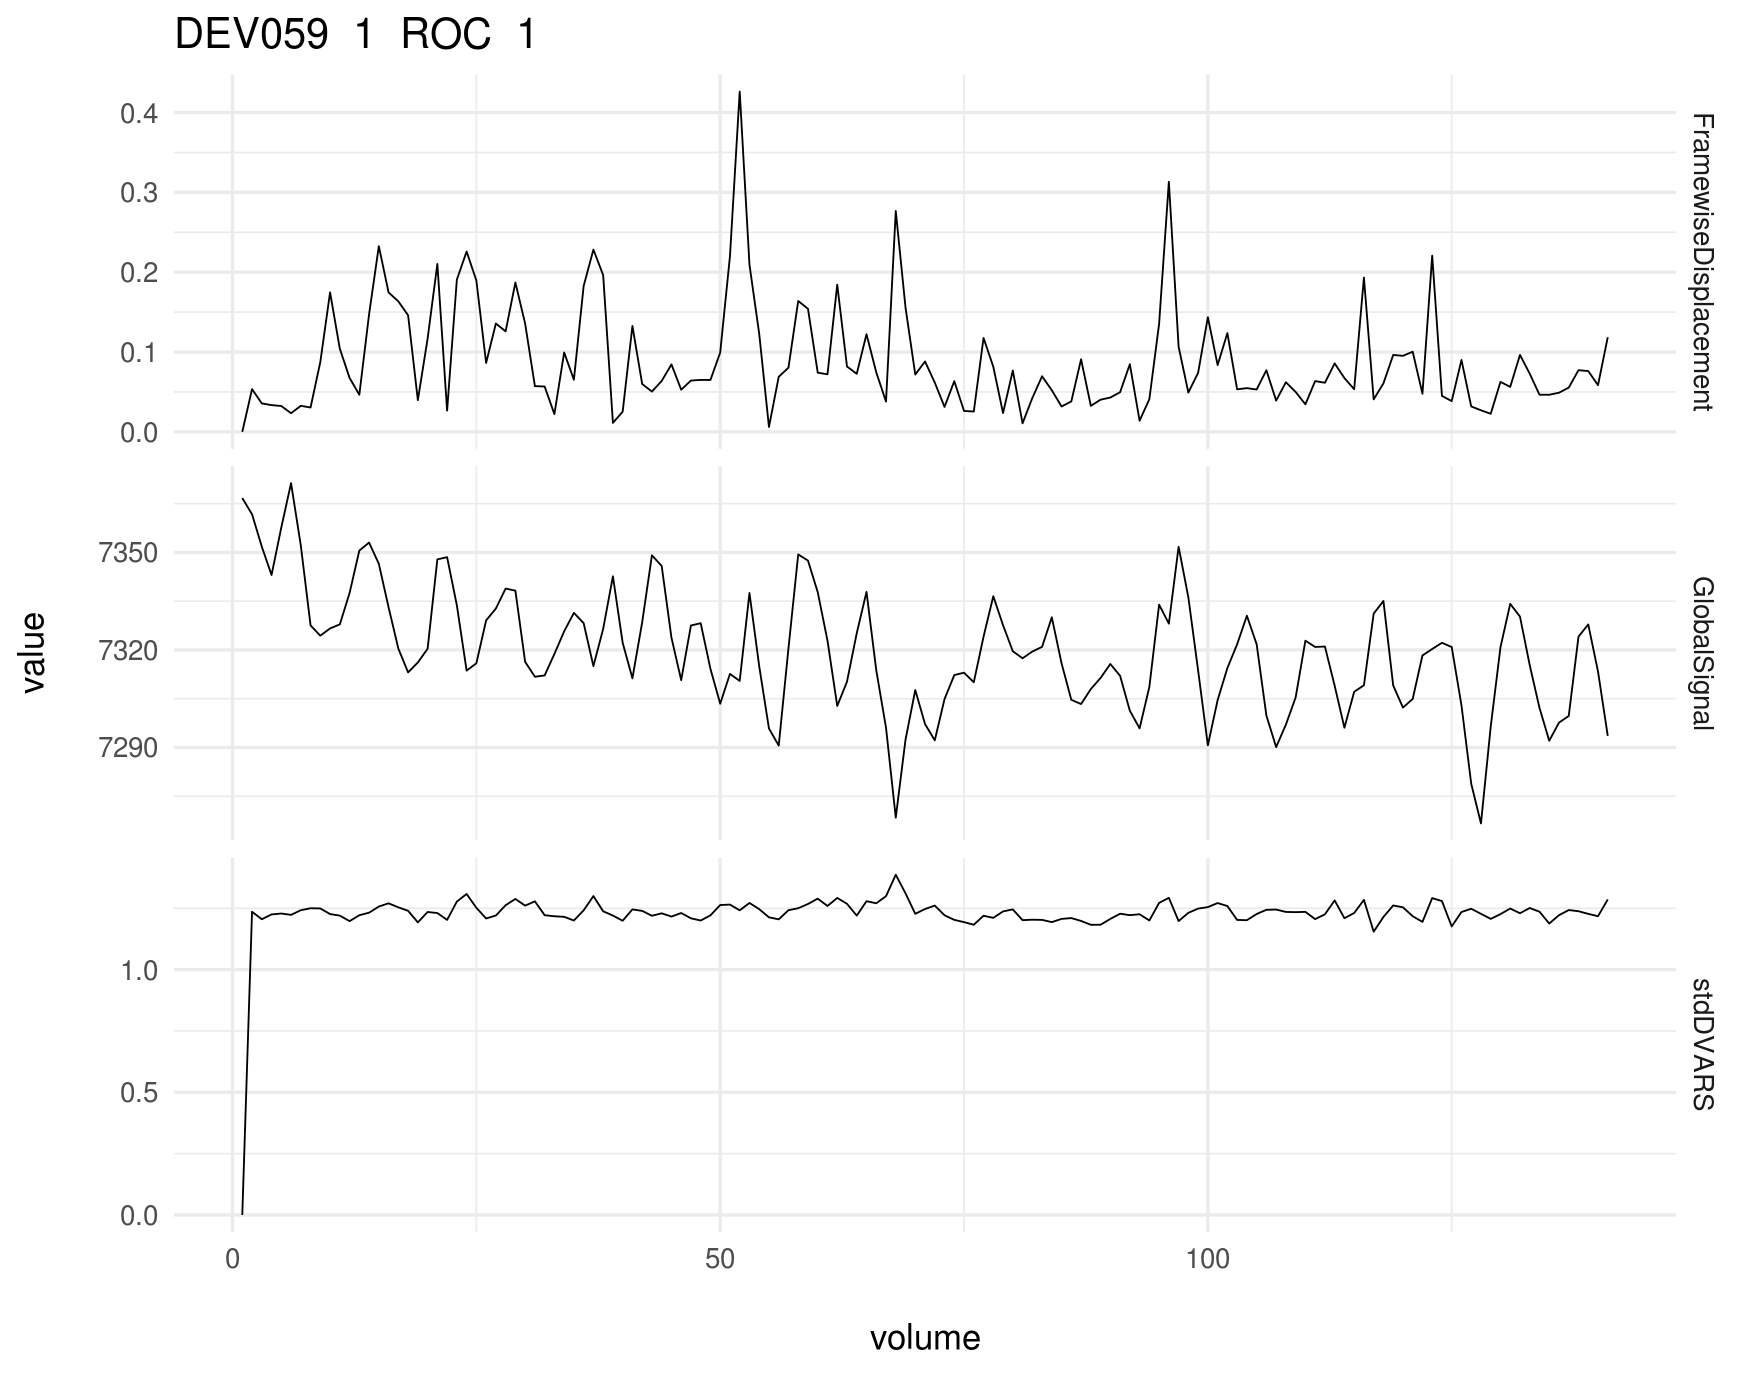 DEV059 1 ROC 1
0.4
0.3
0.2
0.1
0.0
FramewiseDisplacement
7350
7320
7290
GlobalSignal
1.0
0.5
0.0
stdDVARS
value
0 50 100
volume